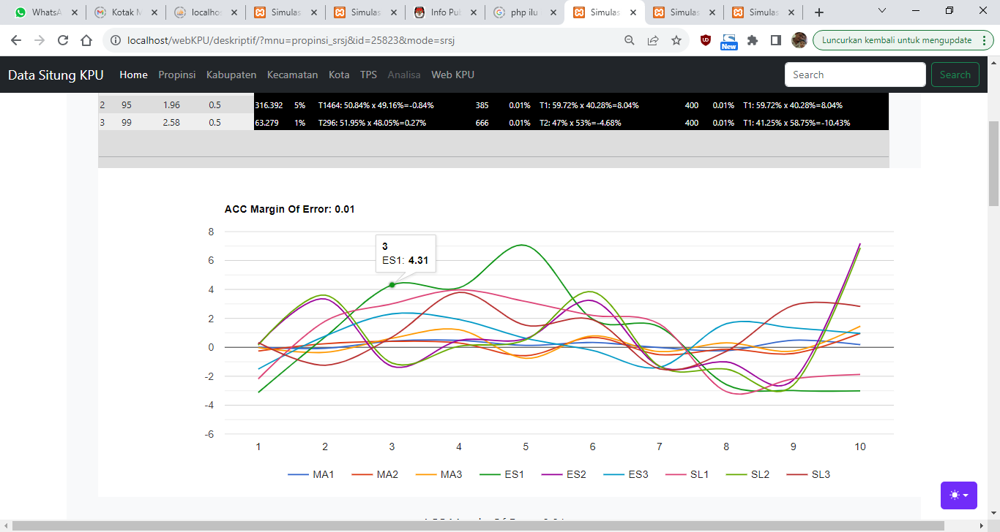 WhatsA
Kotak M
localhos
Simulas
Simulas
Info Pub
php ilu
Simulas
Simulas
Simulas
localhost/webKPU/deskriptif/?mnu=propinsi_srsj&id=25823&mode=srsj
New
Luncurkan kembali untuk mengupdate
Data Situng KPU Home Propinsi Kabupaten Kecamatan Kota TPS Analisa Web KPU Search Search
2 95 1.96 0.5 316.392 5% T1464: 50.84% x 49.16%=-0.84% 385 0.01% T1: 59.72% x 40.28%=8.04% 400 0.01% T1: 59.72% x 40.28%=8.04%
3 99 2.58 0.5 63.279 1% T296: 51.95% x 48.05%=0.27% 666 0.01% T2: 47% x 53%=-4.68% 400 0.01% T1: 41.25% x 58.75%=-10.43%
ACC Margin Of Error: 0.01
8
3
ES1: 4.31
6
4
2
0
-2
-4
-6
1 2 3 4 5 6 7 8 9 10
MA1 MA2 MA3 ES1 ES2 ES3 SL1 SL2 SL3